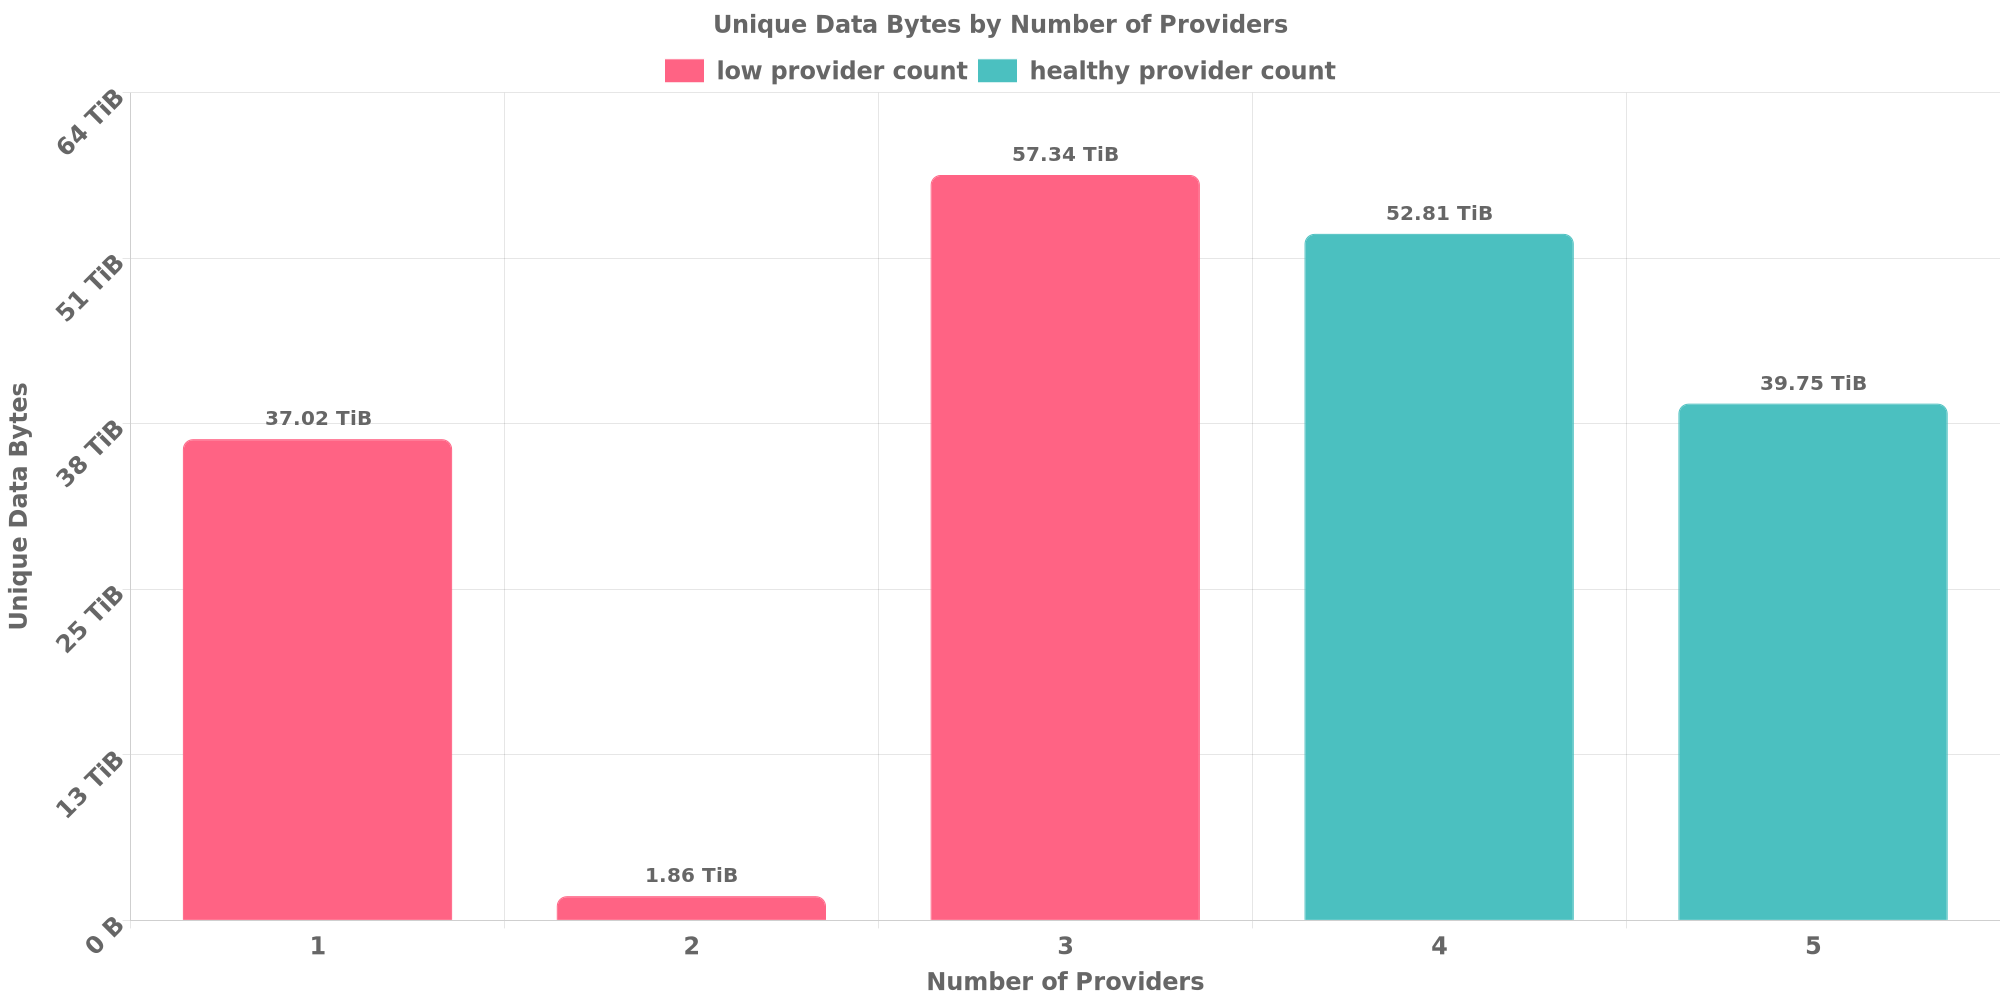 Unique Data Bytes by Number of Providers
low provider count healthy provider count
64 TiB
51 TiB
38 TiB
25 TiB
13 TiB
0 B
Unique Data Bytes
37.02 TiB
1.86 TiB
57.34 TiB
52.81 TiB
39.75 TiB
1 2 3 4 5
Number of Providers